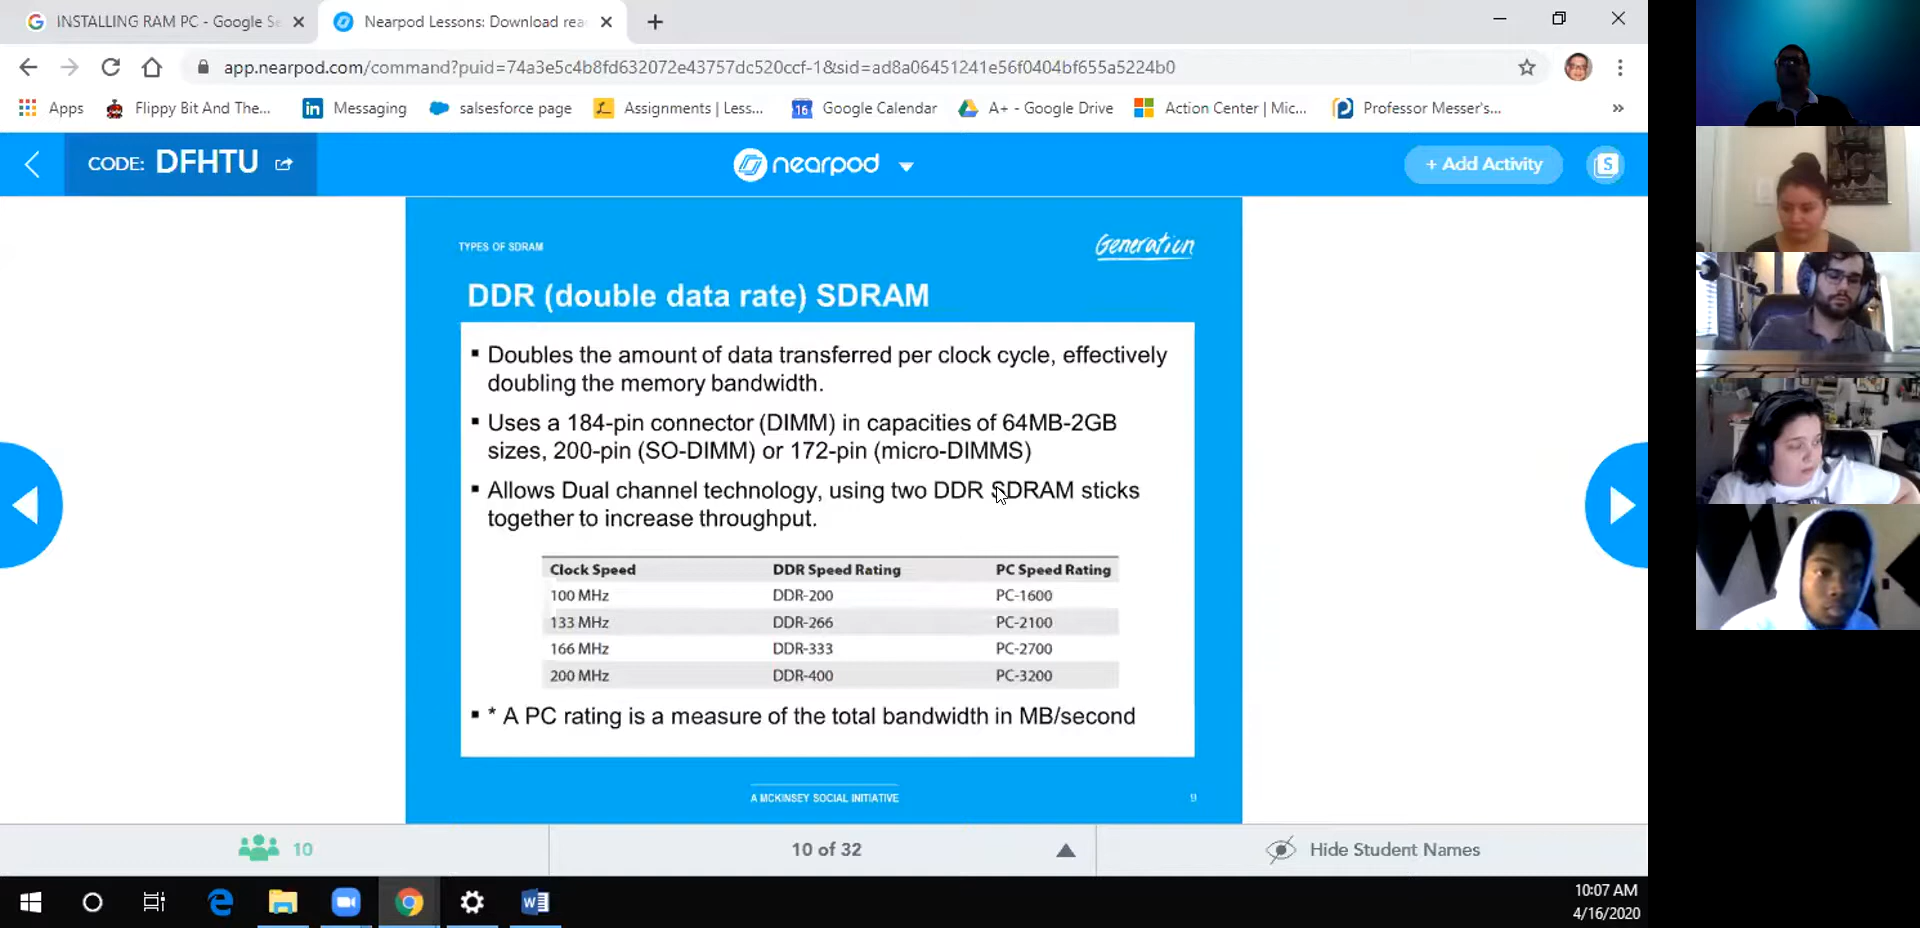 INSTALLING RAM PC - Google Se
Nearpod Lessons: Download rea
app.nearpod.com/command?puid=74a3e5c4b8fd632072e43757dc520ccf-1&sid=ad8a06451241e56f0404bf655a5224b0
Apps
Flippy Bit And The...
Messaging
salsesforce page
Assignments | Less...
16
Google Calendar
A+ - Google Drive
Action Center | Mic...
Professor Messer's...
»
CODE: DFHTU
nearpod
+ Add Activity
S
TYPES OF SDRAM
Generation
DDR (double data rate) SDRAM
▪ Doubles the amount of data transferred per clock cycle, effectively
doubling the memory bandwidth.
▪ Uses a 184-pin connector (DIMM) in capacities of 64MB-2GB
sizes, 200-pin (SO-DIMM) or 172-pin (micro-DIMMS)
▪ Allows Dual channel technology, using two DDR SDRAM sticks
together to increase throughput.
Clock Speed DDR Speed Rating PC Speed Rating
100 MHz DDR-200 PC-1600
133 MHz DDR-266 PC-2100
166 MHz DDR-333 PC-2700
200 MHz DDR-400 PC-3200
▪ * A PC rating is a measure of the total bandwidth in MB/second
A MCKINSEY SOCIAL INITIATIVE
9
10
10 of 32
Hide Student Names
10:07 AM
4/16/2020